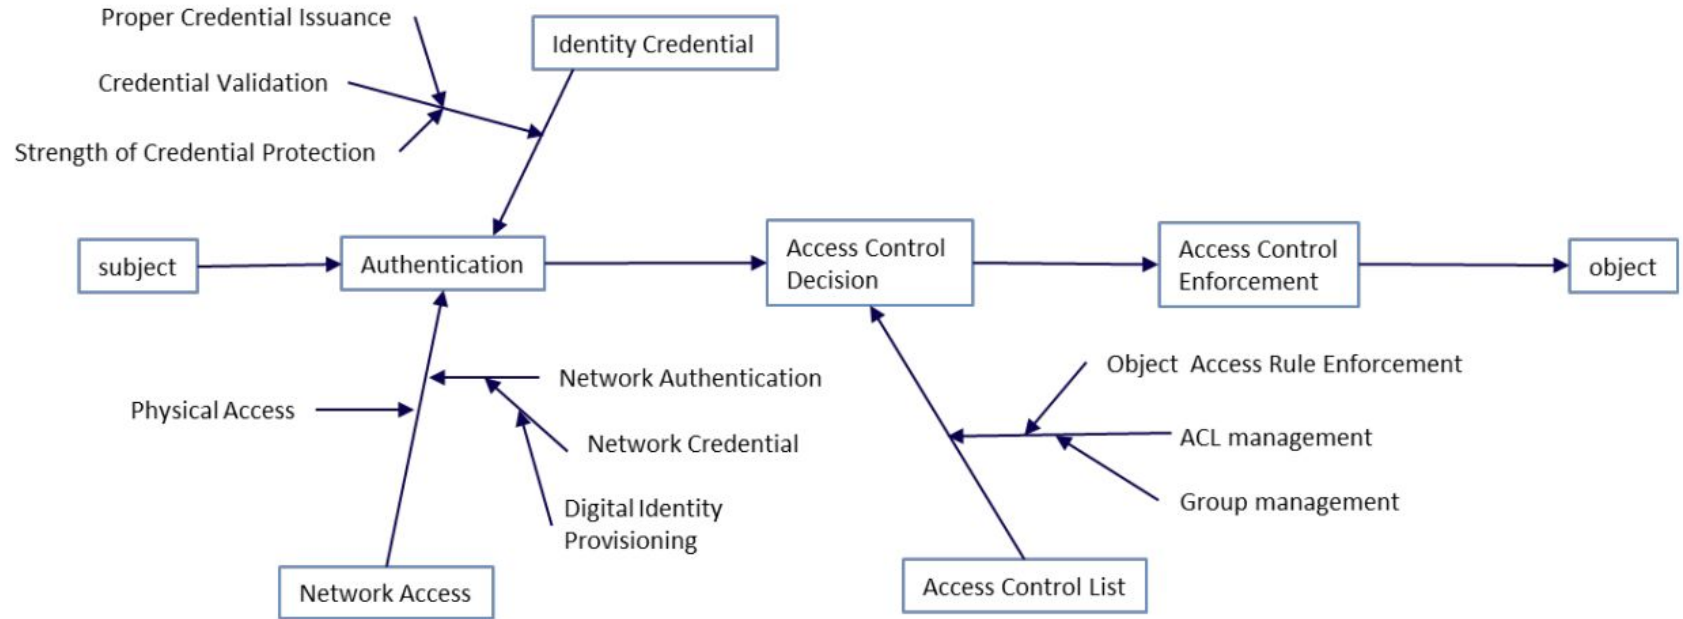 Proper Credential Issuance
Identity Credential
Credential Validation
Strength of Credential Protection
subject
Authentication
Access Control
Decision
Access Control
Enforcement
object
Object Access Rule Enforcement
Network Authentication
Physical Access
ACL management
Network Credential
Group management
Digital Identity
Provisioning
Network Access
Access Control List